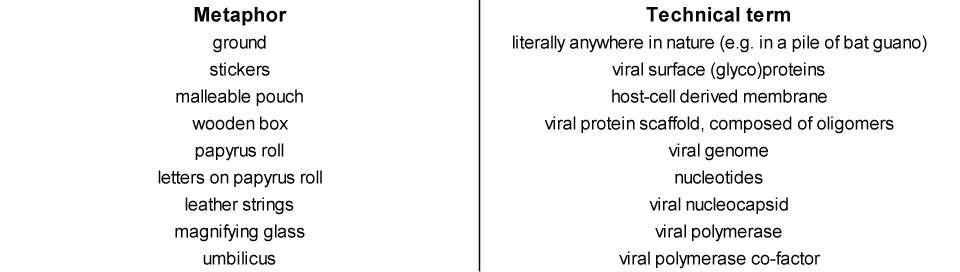 Metaphor Technical term
ground literally anywhere in nature (e.g. in a pile of bat guano)
stickers viral surface (glyco)proteins
malleable pouch host-cell derived membrane
wooden box viral protein scaffold, composed of oligomers
papyrus roll viral genome
letters on papyrus roll nucleotides
leather strings viral nucleocapsid
magnifying glass viral polymerase
umbilicus viral polymerase co-factor